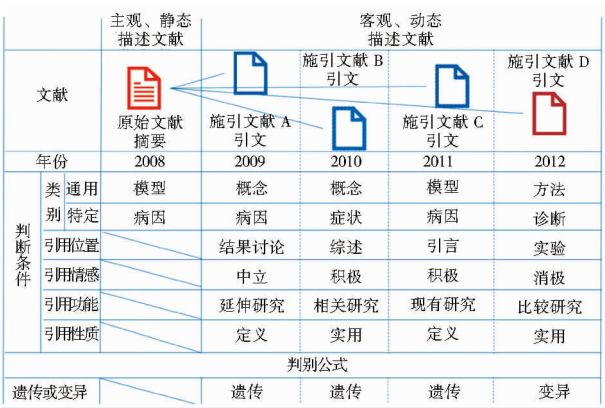 主观、静态 客观、动态
描述文献 描述文献
文献
原始文献
摘要
施引文献 A
引文
施引文献 B
引文
施引文献 C
引文
施引文献 D
引文
年份 2008 2009 2010 2011 2012
判断条件
类别
通用 模型 概念 概念 模型 方法
特定 病因 病因 症状 病因 诊断
引用位置 结果讨论 综述 引言 实验
引用情感 中立 积极 积极 消极
引用功能 延伸研究 相关研究 现有研究 比较研究
引用性质 定义 实用 定义 实用
判别公式
遗传或变异 遗传 遗传 遗传 变异